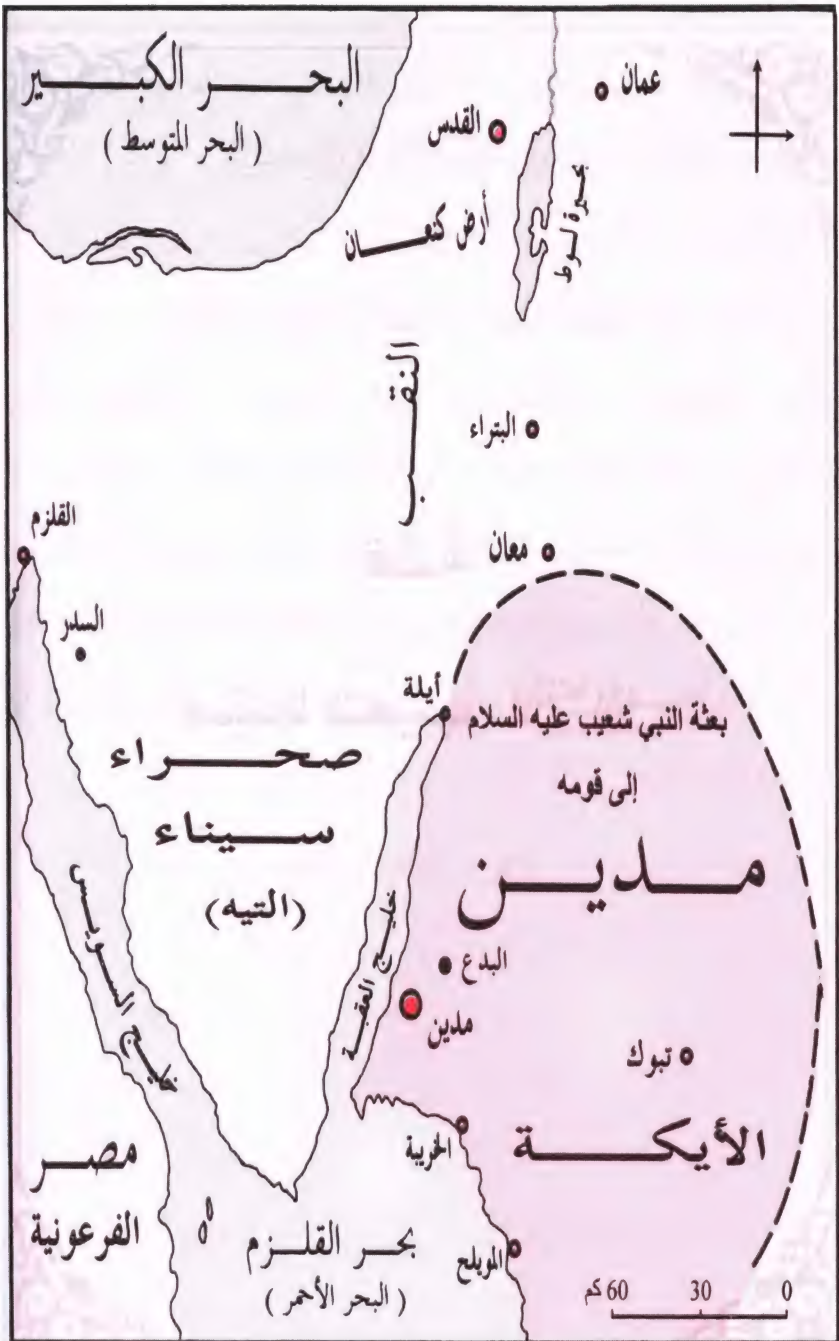 البحر الكبير
(البحر المتوسط)
عمان
القدس
بحيرة لوط
أرض كنعان
النقب
البتراء
معان
القلزم
السدر
أيلة
بعثة النبي شعيب عليه السلام
إلى قومه
مدين
صحراء
سيناء
(التيه)
خليج السويس
خليج العقبة
البدع
مدين
تبوك
الأيكة
الخريبة
مصر
الفرعونية
بحر القلزم
(البحر الأحمر)
المويلح
0 30 60 كم